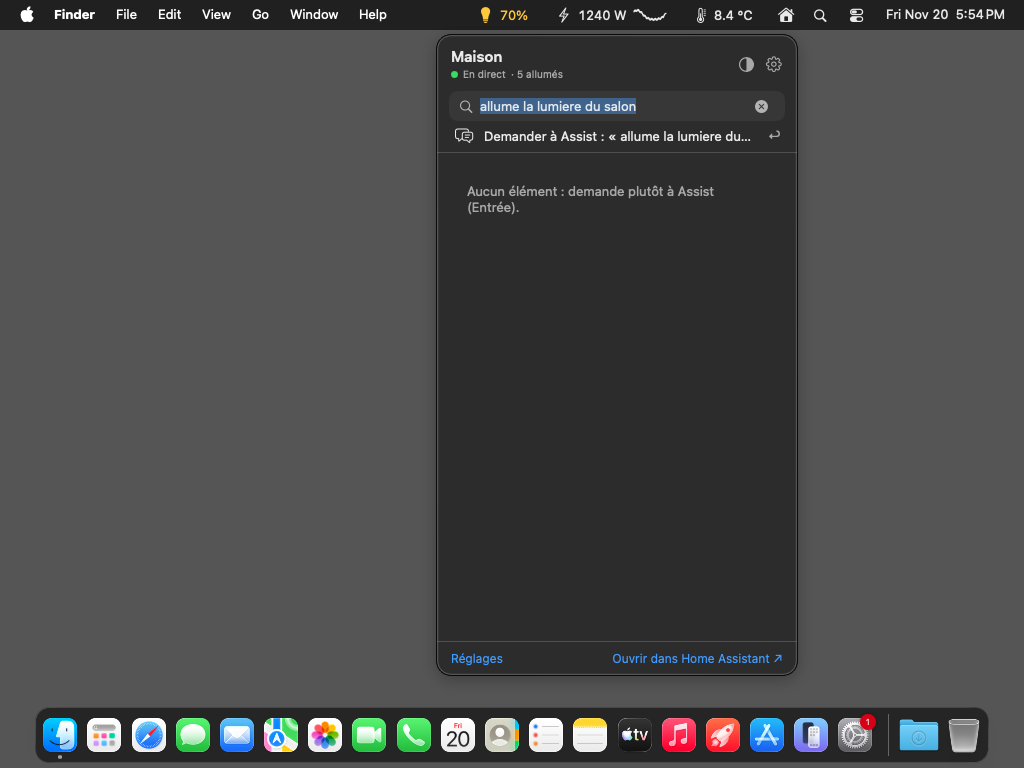 Finder File Edit View Go Window Help 70% 1240 W 8.4 °C Fri Nov 20 5:54 PM
Maison
En direct · 5 allumés
allume la lumiere du salon
Demander à Assist : « allume la lumiere du...
Aucun élément : demande plutôt à Assist
(Entrée).
Réglages Ouvrir dans Home Assistant ↗
Fri
20
tv
1